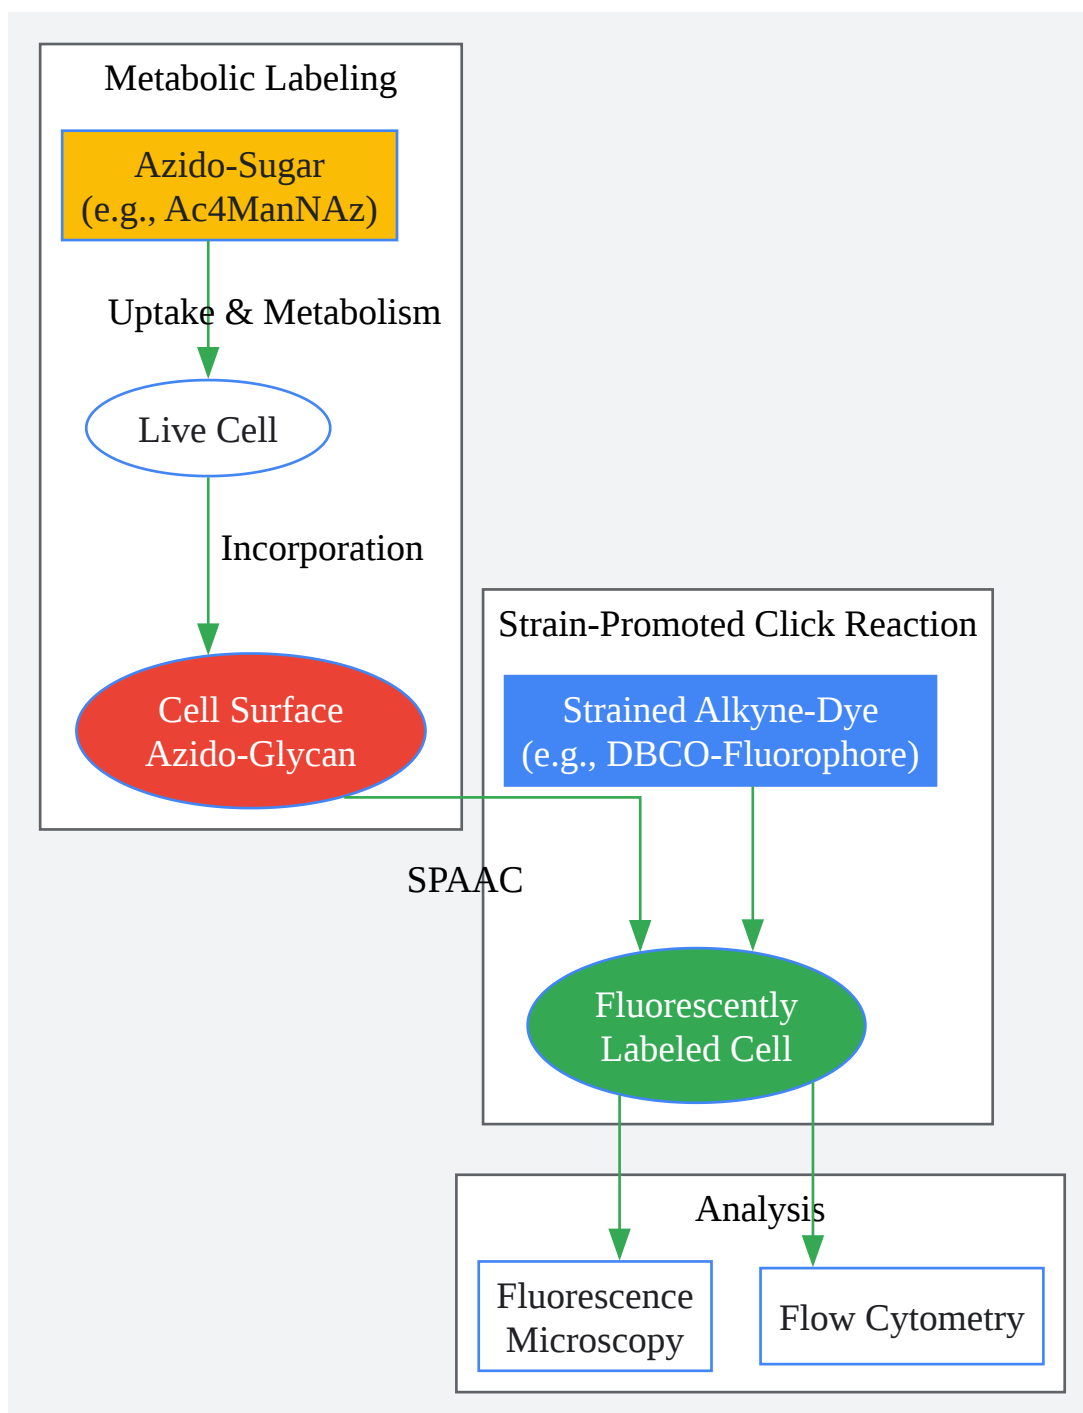 Metabolic Labeling
Azido-Sugar
(e.g., Ac4ManNAz)
Uptake & Metabolism
Live Cell
Incorporation
Cell Surface
Azido-Glycan
Strain-Promoted Click Reaction
Strained Alkyne-Dye
(e.g., DBCO-Fluorophore)
SPAAC
Fluorescently
Labeled Cell
Analysis
Fluorescence
Microscopy
Flow Cytometry